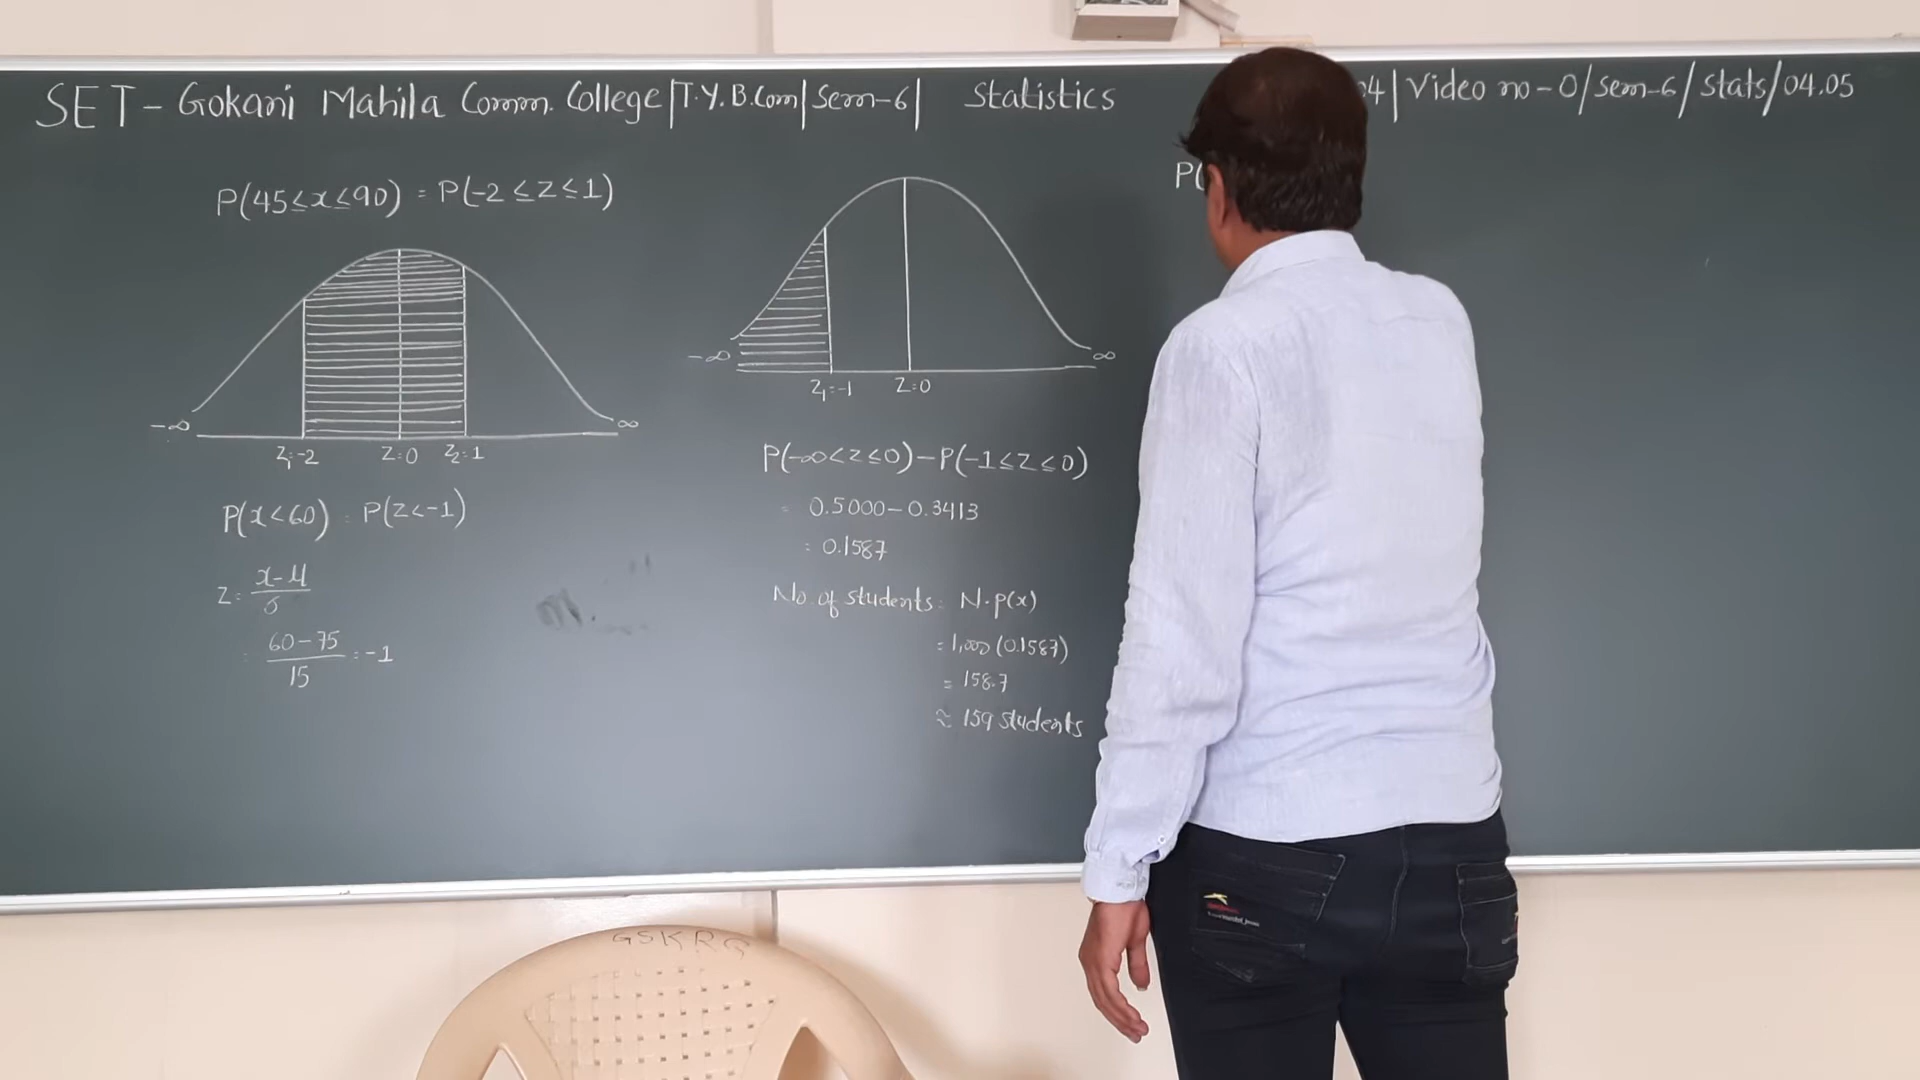 SET - Gokani Mahila Comm. College|T.Y.B.Com|Sem-6| Statistics 04|Video no-0/Sem-6/Stats/04.05
P(45≤x≤90) = P(-2≤Z≤1)
-∞ ∞
Z₁=-2 Z=0 Z₂=1
P(x<60) = P(Z<-1)
Z = x-μ/σ
= 60-75/15 = -1
-∞ ∞
Z₁=-1 Z=0
P(-∞<Z≤0)-P(-1≤Z≤0)
= 0.5000-0.3413
= 0.1587
No. of students = N.p(x)
= 1,000 (0.1587)
= 158.7
≈ 159 students
P(
GSKRG